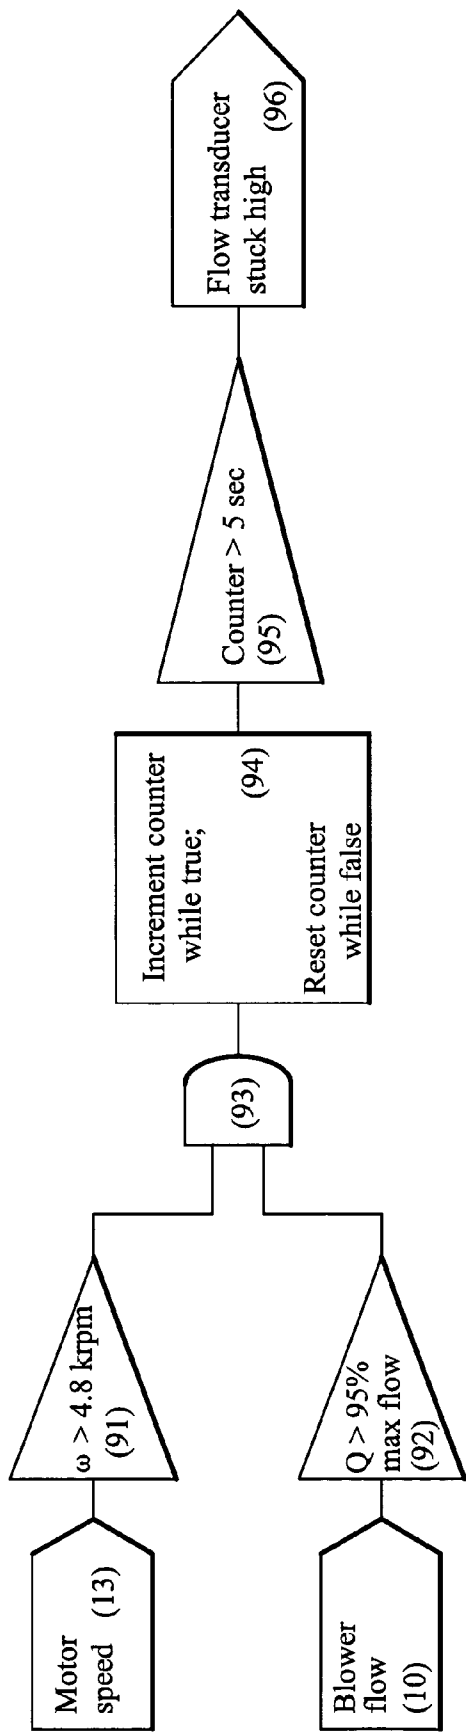 Motor
speed (13)
ω > 4.8 krpm
(91)
Blower
flow
(10)
Q > 95%
max flow
(92)
(93)
Increment counter
while true;
(94)
Reset counter
while false
Counter > 5 sec
(95)
Flow transducer
stuck high
(96)